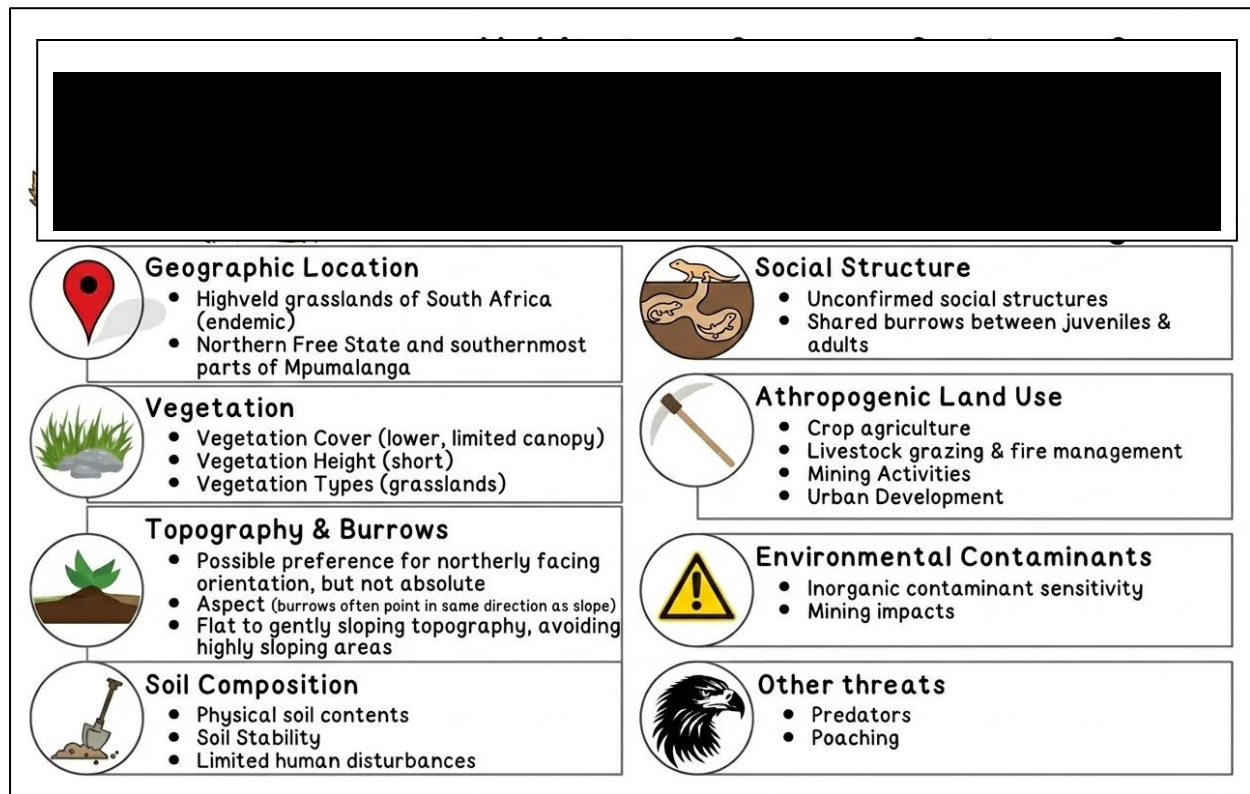 Geographic Location
• Highveld grasslands of South Africa
(endemic)
• Northern Free State and southernmost
parts of Mpumalanga
Vegetation
• Vegetation Cover (lower, limited canopy)
• Vegetation Height (short)
• Vegetation Types (grasslands)
Topography & Burrows
• Possible preference for northerly facing
orientation, but not absolute
• Aspect (burrows often point in same direction as slope)
• Flat to gently sloping topography, avoiding
highly sloping areas
Soil Composition
• Physical soil contents
• Soil Stability
• Limited human disturbances
Social Structure
• Unconfirmed social structures
• Shared burrows between juveniles &
adults
Athropogenic Land Use
• Crop agriculture
• Livestock grazing & fire management
• Mining Activities
• Urban Development
Environmental Contaminants
• Inorganic contaminant sensitivity
• Mining impacts
Other threats
• Predators
• Poaching